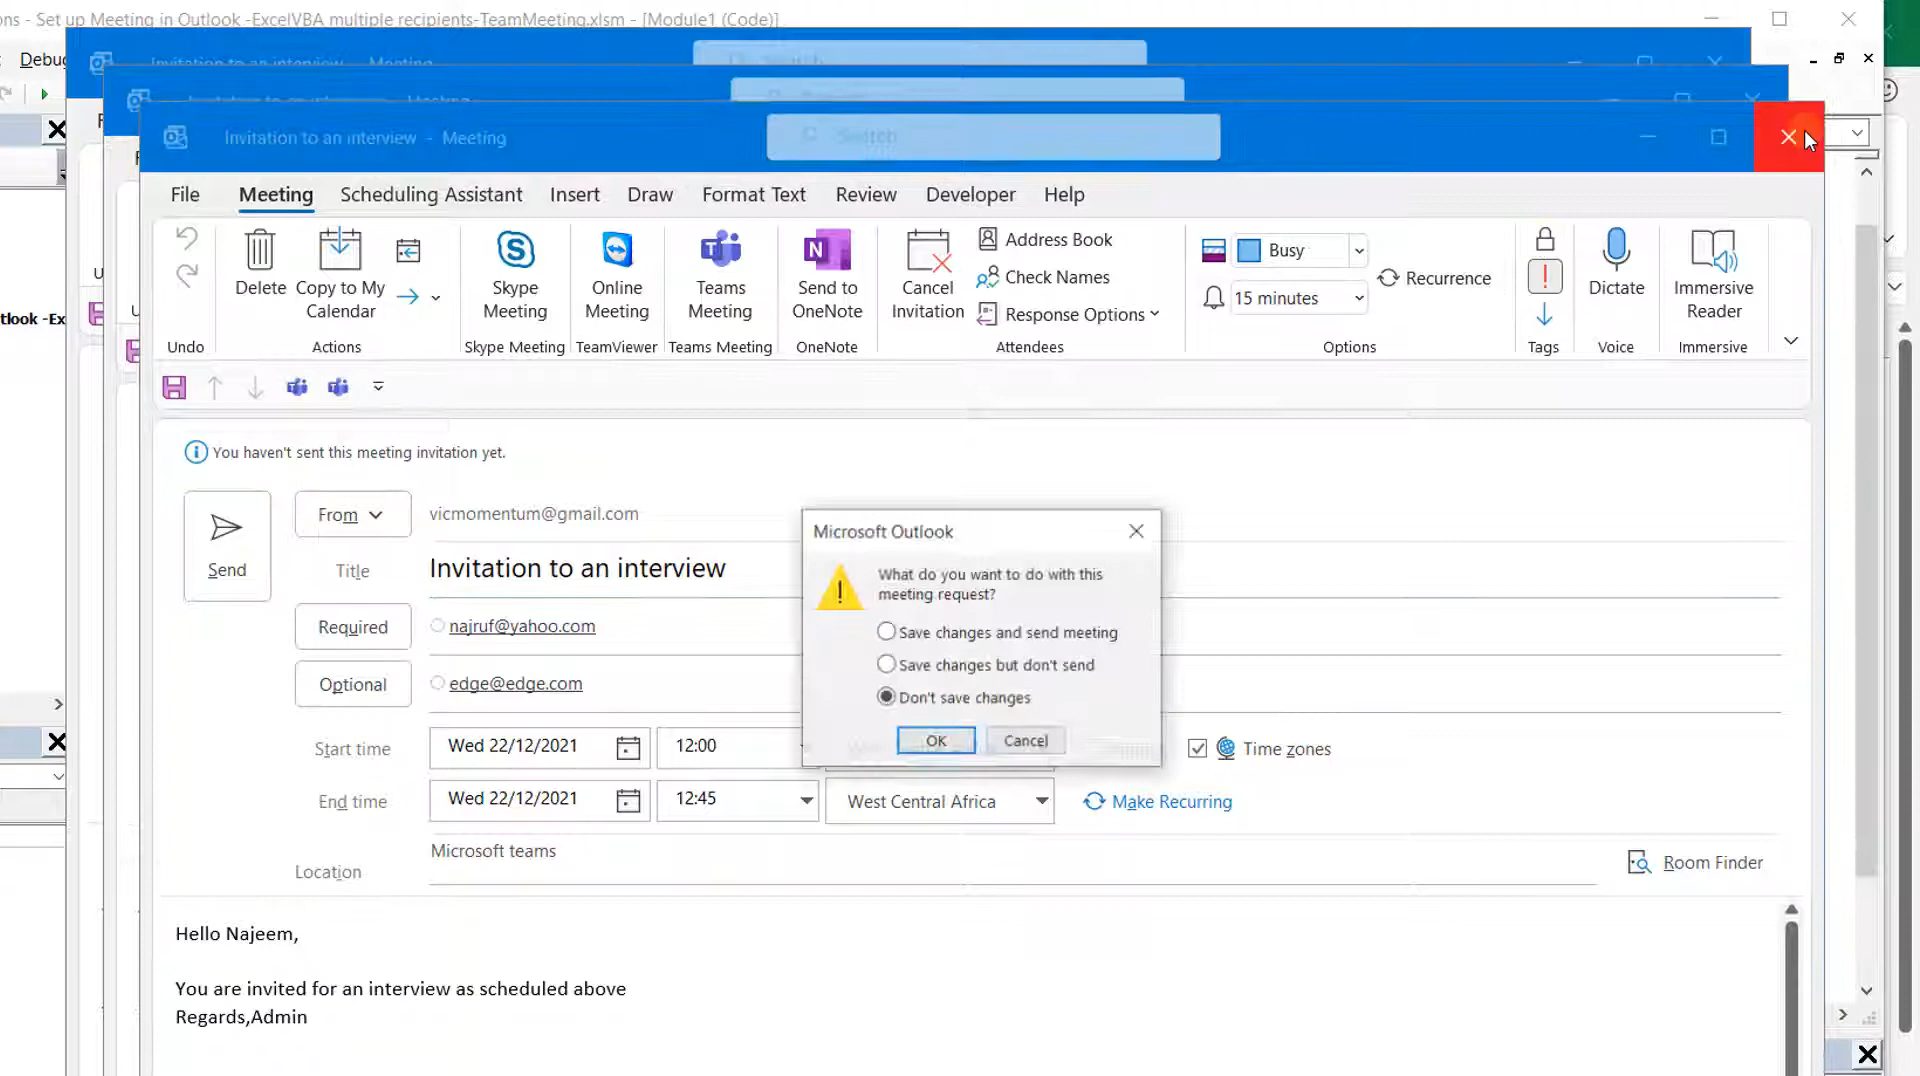 ons - Set up Meeting in Outlook -ExcelVBA multiple recipients-TeamMeeting.xlsm - [Module1 (Code)]
Debug
Invitation to an interview - Meeting
Search
File Meeting Scheduling Assistant Insert Draw Format Text Review Developer Help
Delete
Copy to My Calendar
Skype Meeting
Online Meeting
Teams Meeting
Send to OneNote
Cancel Invitation
Address Book
Check Names
Response Options
Busy
15 minutes
Recurrence
Dictate
Immersive Reader
Undo Actions Skype Meeting TeamViewer Teams Meeting OneNote Attendees Options Tags Voice Immersive
tlook -Ex
You haven't sent this meeting invitation yet.
Send
From vicmomentum@gmail.com
Title Invitation to an interview
Required najruf@yahoo.com
Optional edge@edge.com
Start time Wed 22/12/2021 12:00
Time zones
End time Wed 22/12/2021 12:45 West Central Africa Make Recurring
Location Microsoft teams
Room Finder
Microsoft Outlook
What do you want to do with this
meeting request?
Save changes and send meeting
Save changes but don't send
Don't save changes
OK Cancel
Hello Najeem,
You are invited for an interview as scheduled above
Regards,Admin